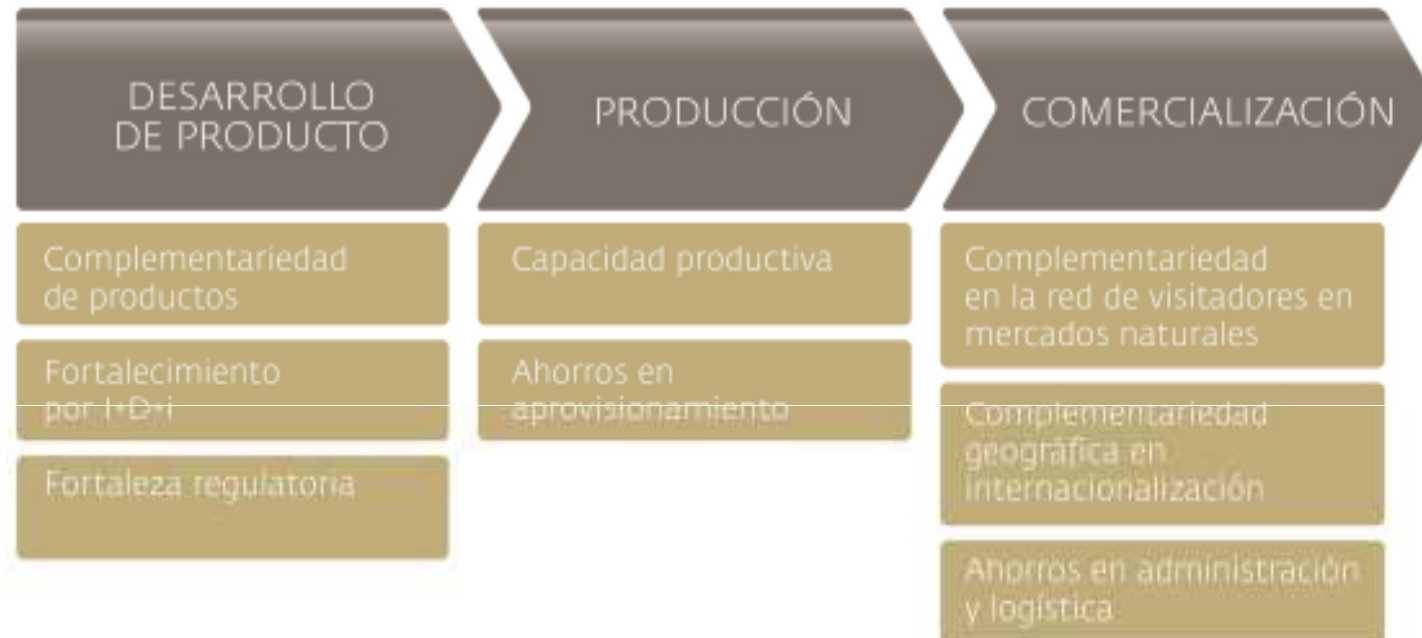 DESARROLLO
DE PRODUCTO
PRODUCCIÓN
COMERCIALIZACIÓN
Complementariedad
de productos
Fortalecimiento
por I+D+i
Fortaleza regulatoria
Capacidad productiva
Ahorros en
aprovisionamiento
Complementariedad
en la red de visitadores en
mercados naturales
Complementariedad
geográfica en
internacionalización
Ahorros en administración
y logística